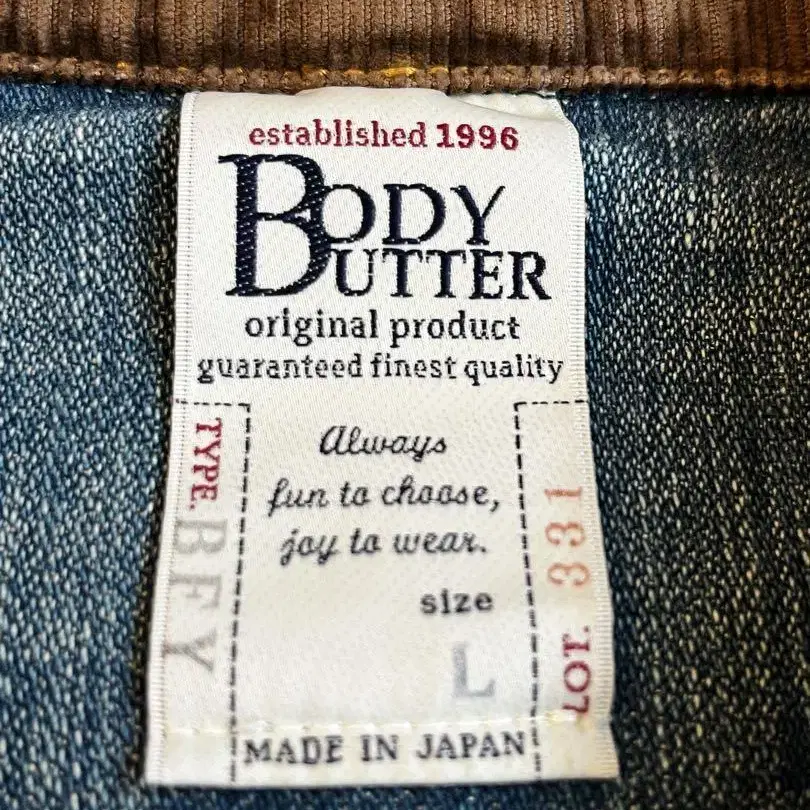 established 1996
BODY
BUTTER
original product
guaranteed finest quality
TYPE. BFY
Always
fun to choose,
joy to wear.
size
L
LOT. 331
MADE IN JAPAN